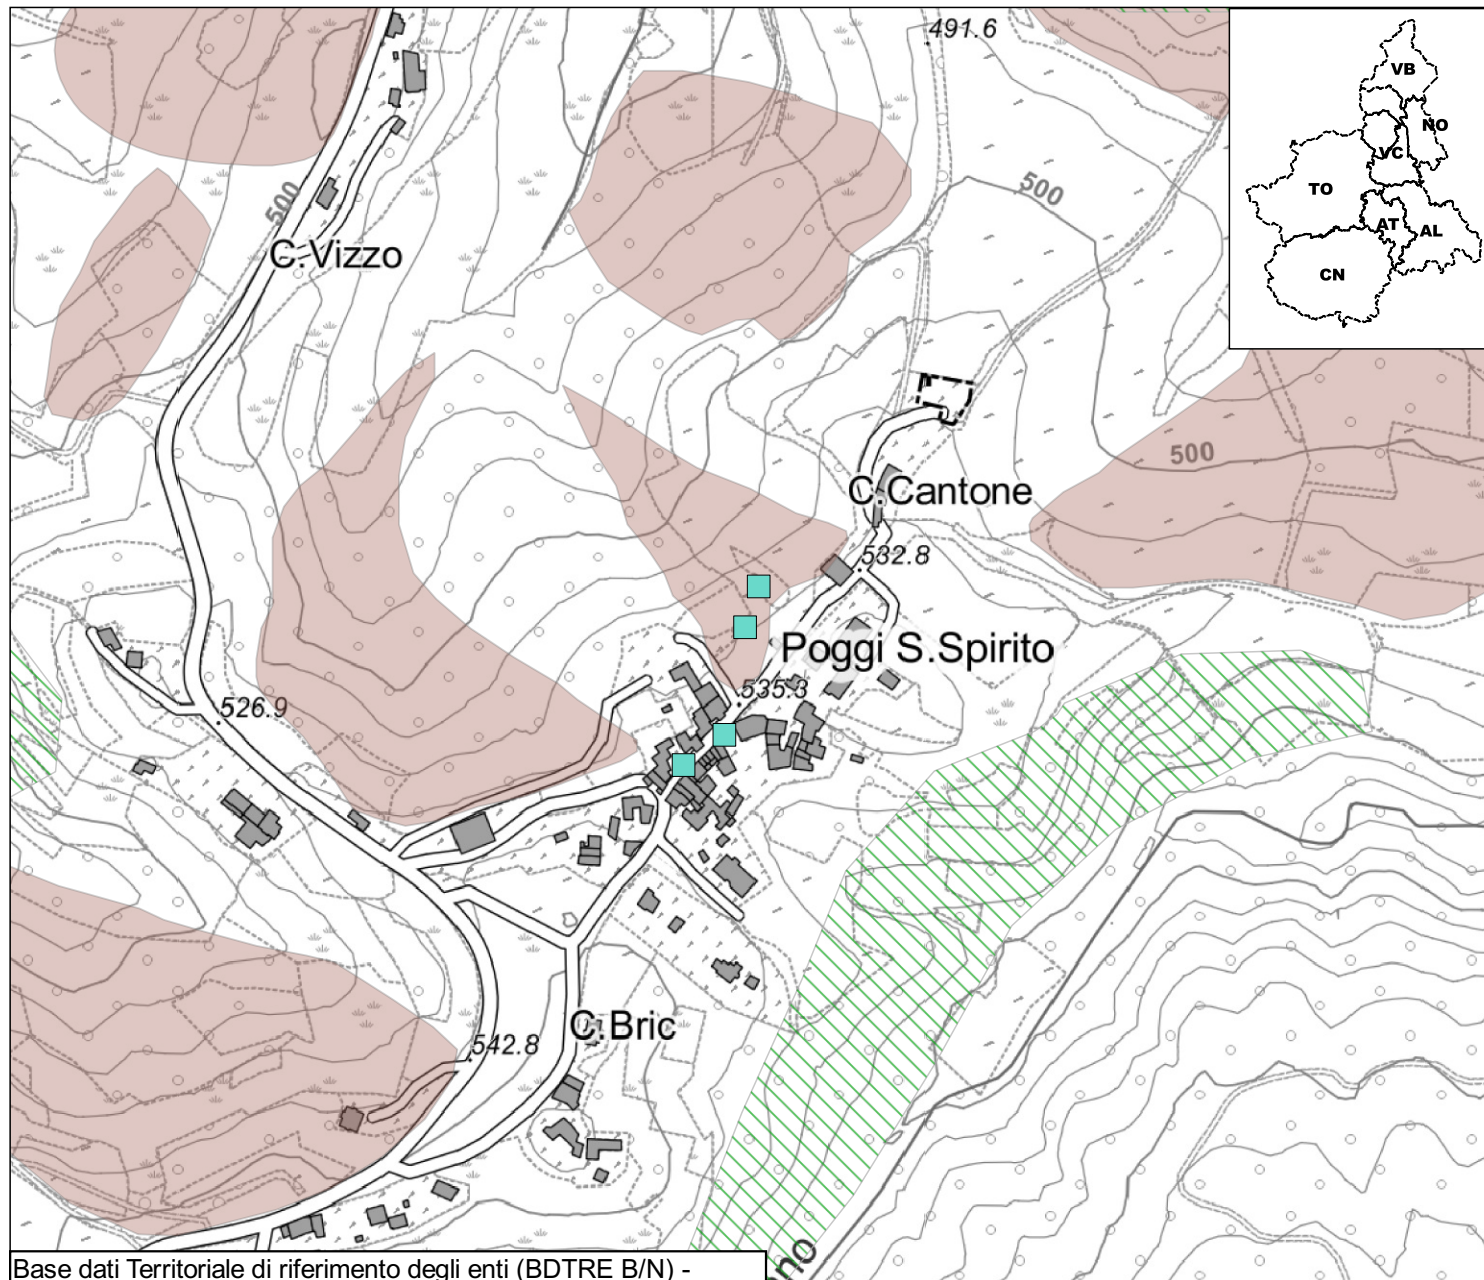 491.6
VB
NO
VC
TO
AT
AL
CN
500
500
C.Vizzo
500
C.Cantone
532.8
Poggi S.Spirito
535.3
526.9
C.Bric
542.8
Base dati Territoriale di riferimento degli enti (BDTRE B/N) -